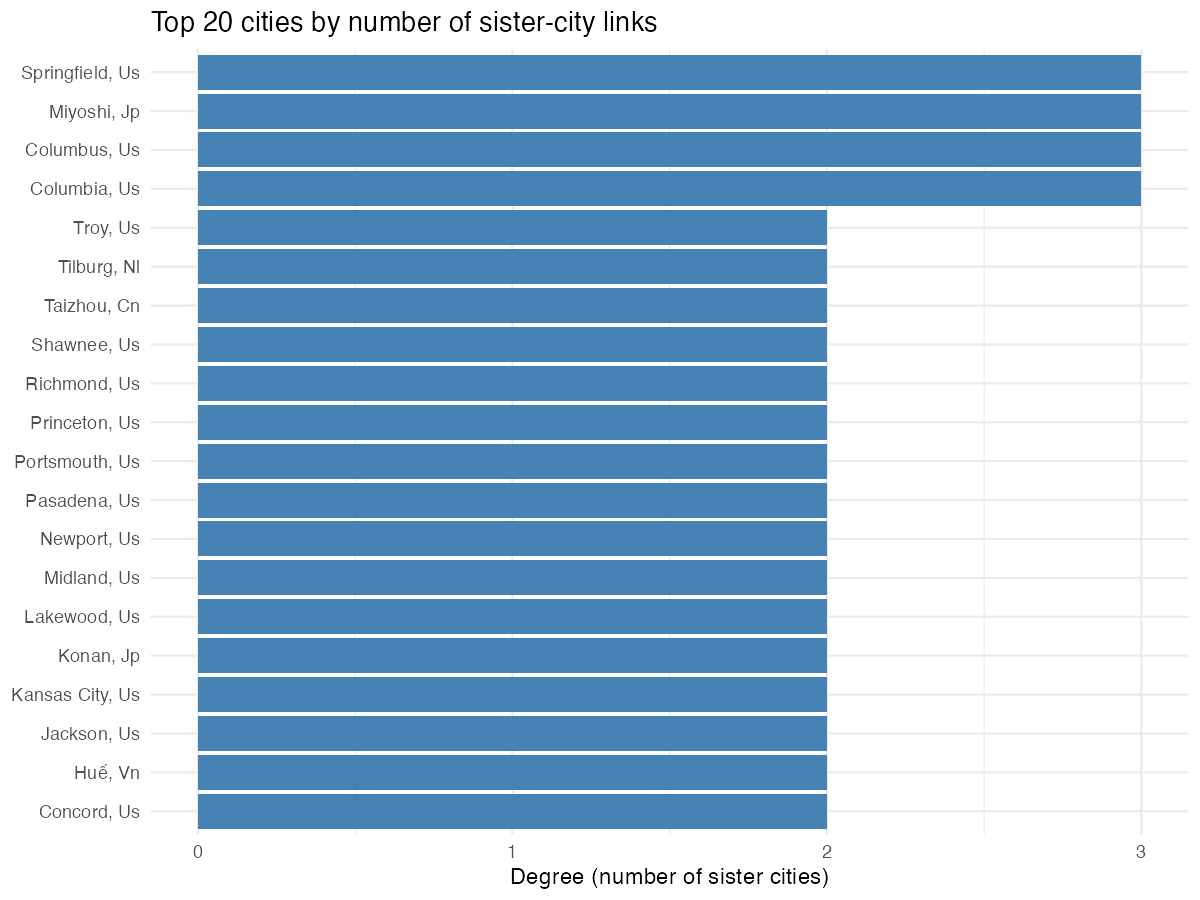 Top 20 cities by number of sister-city links
Springfield, Us
Miyoshi, Jp
Columbus, Us
Columbia, Us
Troy, Us
Tilburg, Nl
Taizhou, Cn
Shawnee, Us
Richmond, Us
Princeton, Us
Portsmouth, Us
Pasadena, Us
Newport, Us
Midland, Us
Lakewood, Us
Konan, Jp
Kansas City, Us
Jackson, Us
Huế, Vn
Concord, Us
0 1 2 3
Degree (number of sister cities)